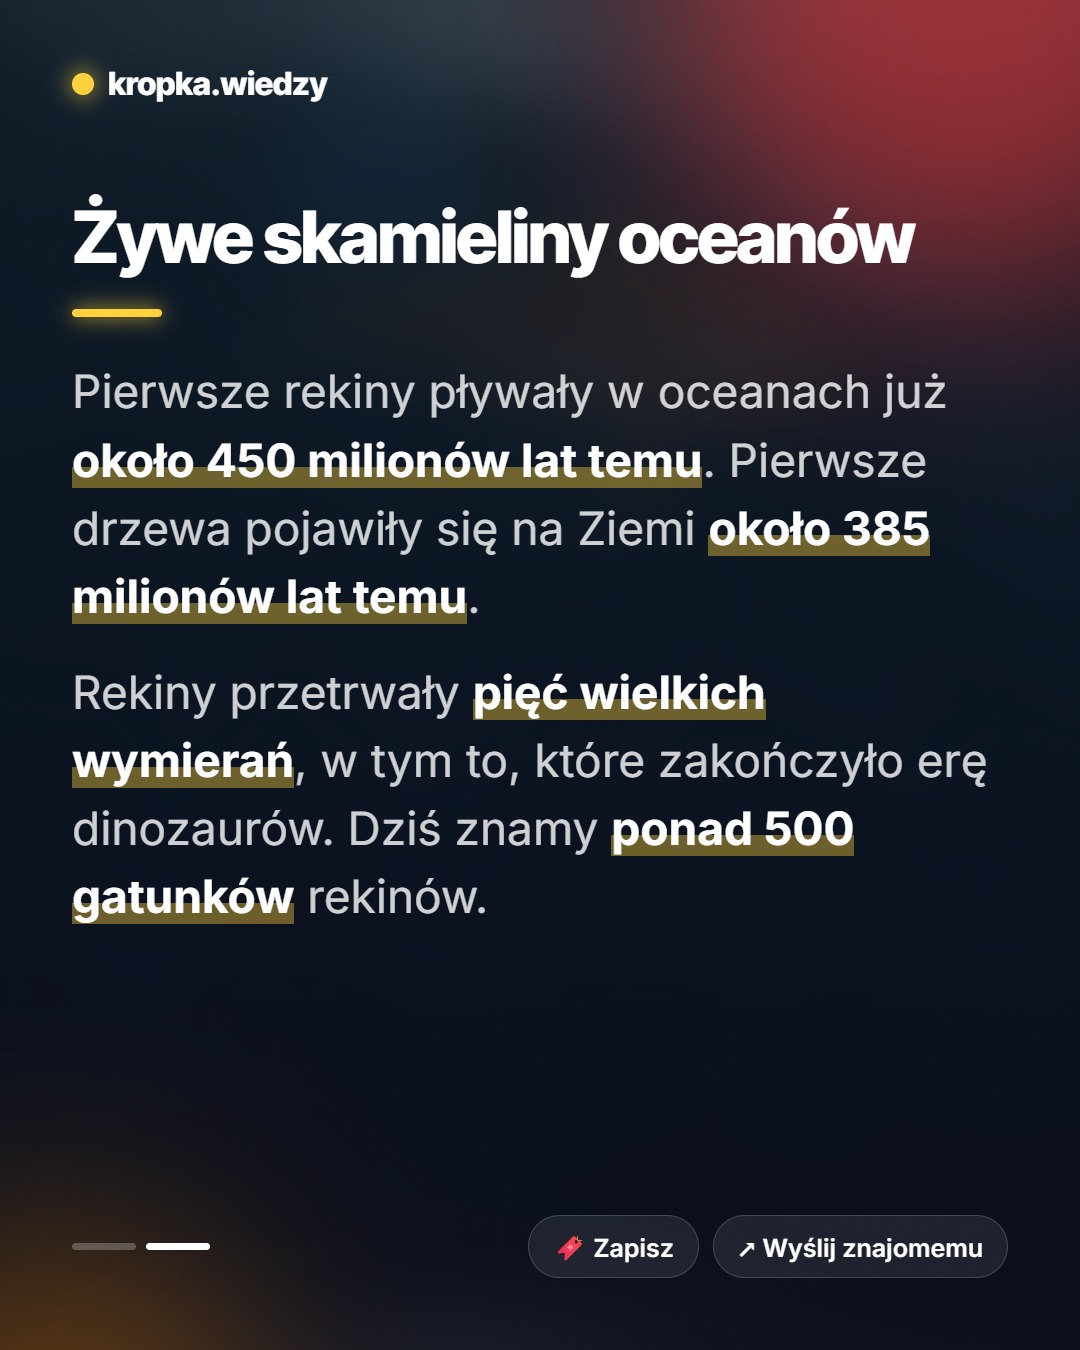 kropka.wiedzy
Żywe skamieliny oceanów
Pierwsze rekiny pływały w oceanach już
około 450 milionów lat temu. Pierwsze
drzewa pojawiły się na Ziemi około 385
milionów lat temu.
Rekiny przetrwały pięć wielkich
wymierań, w tym to, które zakończyło erę
dinozaurów. Dziś znamy ponad 500
gatunków rekinów.
Zapisz
↗ Wyślij znajomemu